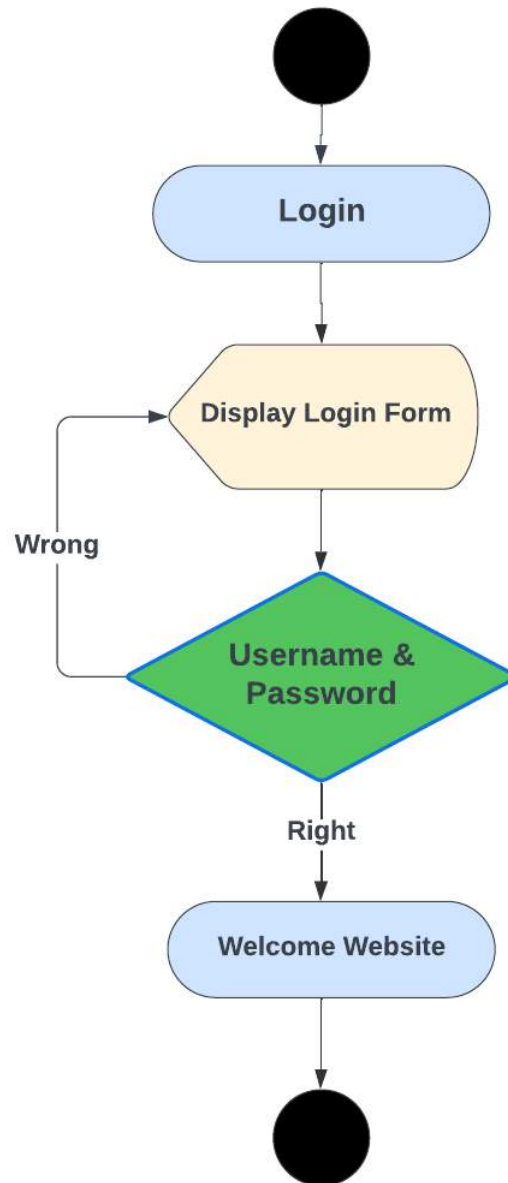 Login
Display Login Form
Wrong
Username &
Password
Right
Welcome Website